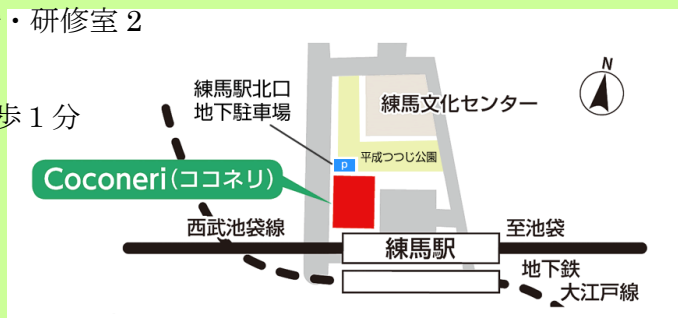 ・研修室2
歩1分
N
練馬駅北口
地下駐車場
練馬文化センター
P
平成つつじ公園
Coconeri(ココネリ)
西武池袋線
至池袋
練馬駅
地下鉄
大江戸線